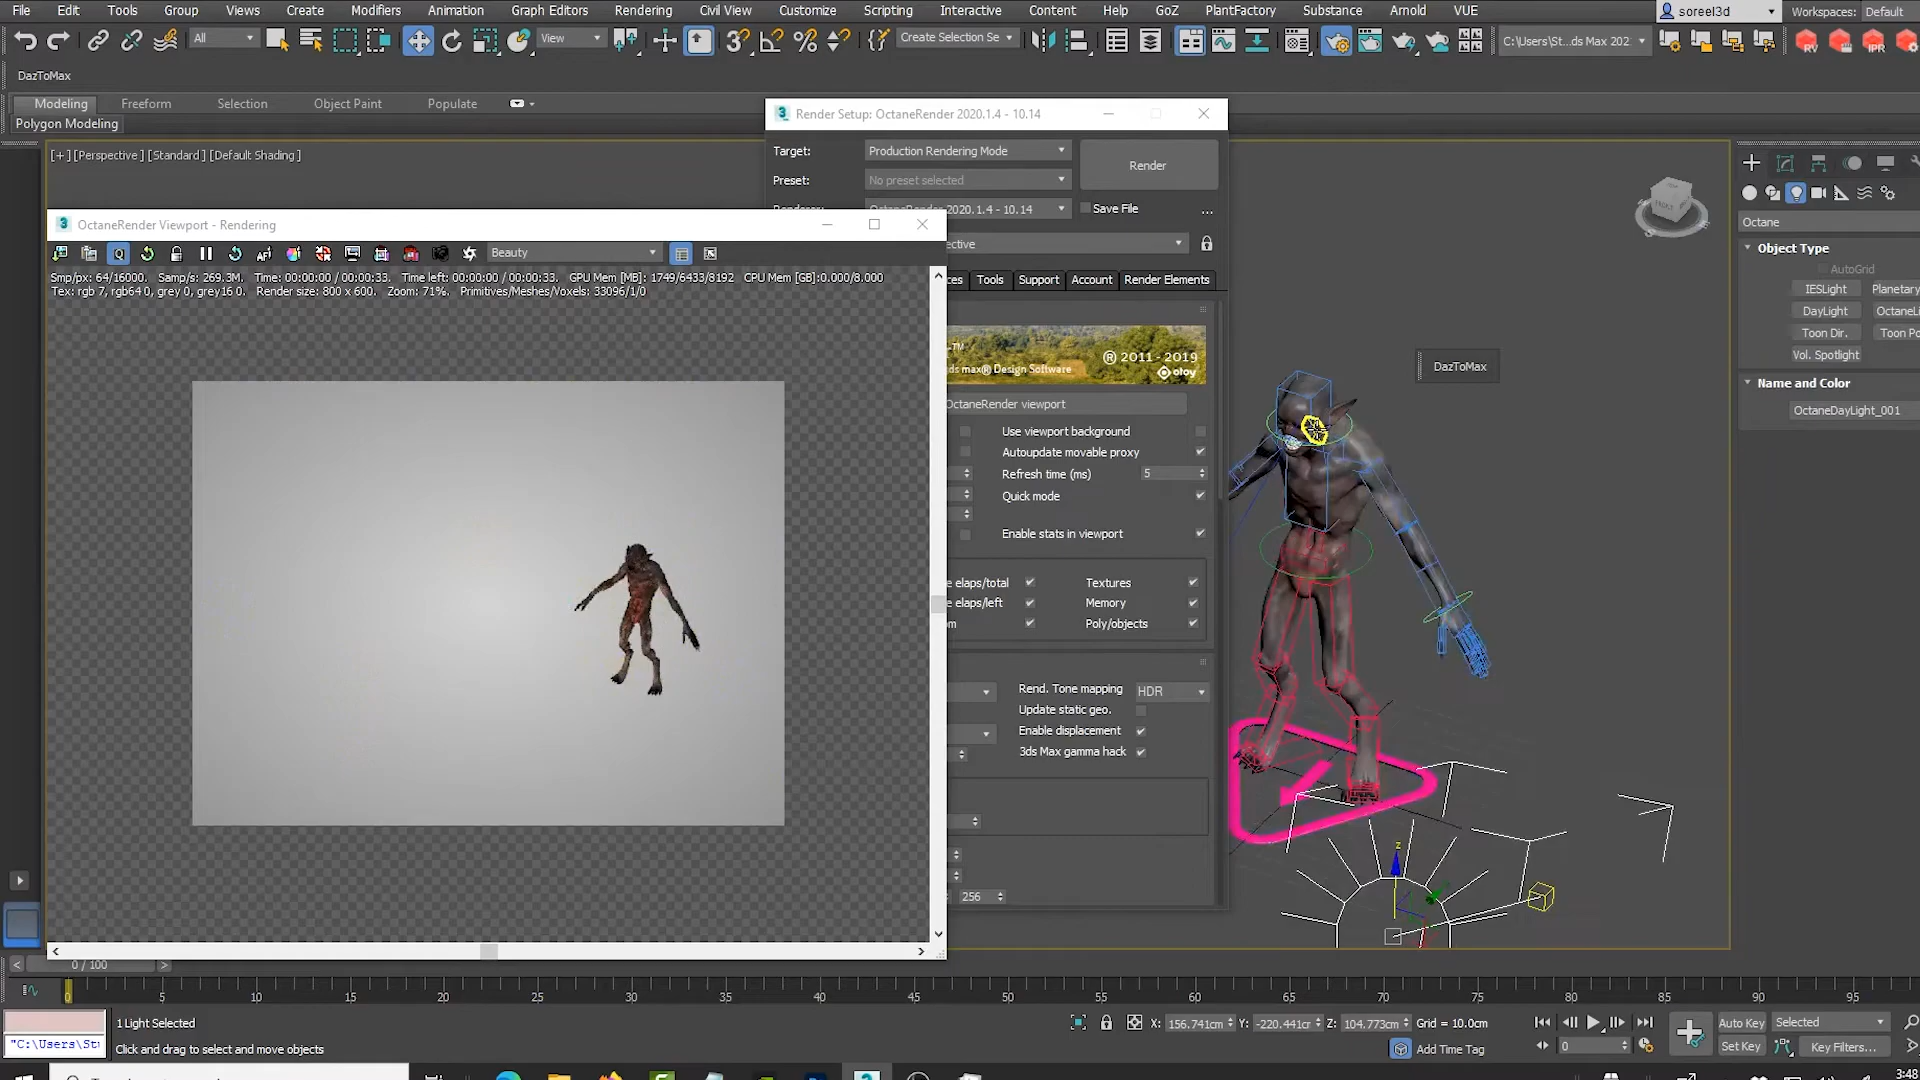 File Edit Tools Group Views Create Modifiers Animation Graph Editors Rendering Civil View Customize Scripting Interactive Content Help GoZ PlantFactory Substance Arnold VUE soreel3d Workspaces: Default
All View Create Selection Se C:\Users\St...ds Max 202 RV IPR
DazToMax
Modeling Freeform Selection Object Paint Populate
Polygon Modeling
Render Setup: OctaneRender 2020.1.4 - 10.14
[+] [Perspective] [Standard] [Default Shading]
Target: Production Rendering Mode Render
Preset: No preset selected
OctaneRender 2020.1.4 - 10.14 Save File ...
OctaneRender Viewport - Rendering
Octane
ective
Object Type
Beauty
AutoGrid
Smp/px: 64/16000. Samp/s: 269.3M. Time: 00:00:00 / 00:00:33. Time left: 00:00:00 / 00:00:33. GPU Mem [MB]: 1749/6433/8192 CPU Mem [GB]:0.000/8.000
Tex: rgb 7, rgb64 0, grey 0, grey16 0. Render size: 800 x 600. Zoom: 71%. Primitives/Meshes/Voxels: 33096/1/0
ces Tools Support Account Render Elements
IESLight Planetary
DayLight OctaneLi
Toon Dir. Toon Po
Vol. Spotlight
TM ® 2011 - 2019
ds max® Design Software otoy
DazToMax
Name and Color
OctaneRender viewport
OctaneDayLight_001
Use viewport background
Autoupdate movable proxy
Refresh time (ms) 5
Quick mode
Enable stats in viewport
e elaps/total Textures
e elaps/left Memory
om Poly/objects
Rend. Tone mapping HDR
Update static geo.
Enable displacement
3ds Max gamma hack
256
z
0 / 100
0 5 10 15 20 25 30 35 40 45 50 55 60 65 70 75 80 85 90 95
1 Light Selected X: 156.741cm Y: -220.441cr Z: 104.773cm Grid = 10.0cm Auto Key Selected
"C:\Users\Stu Click and drag to select and move objects Add Time Tag 0 Set Key Key Filters...
3:48